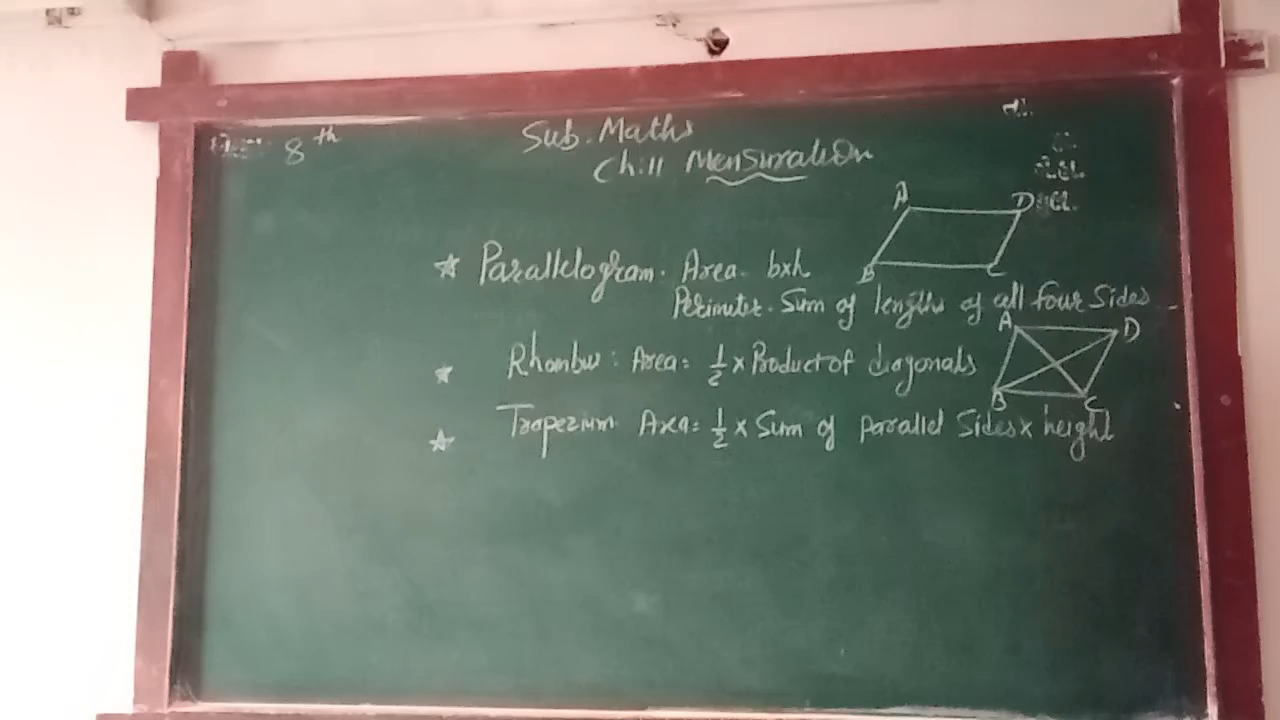 8th
Sub. Maths
Ch.11 Mensuration
A D
B C
★ Parallelogram. Area. bxh
Perimeter. Sum of lengths of all four Sides
A D
★ Rhombus: Area = 1/2 × Product of diagonals
B C
★ Trapezium Area = 1/2 × Sum of parallel Sides × height